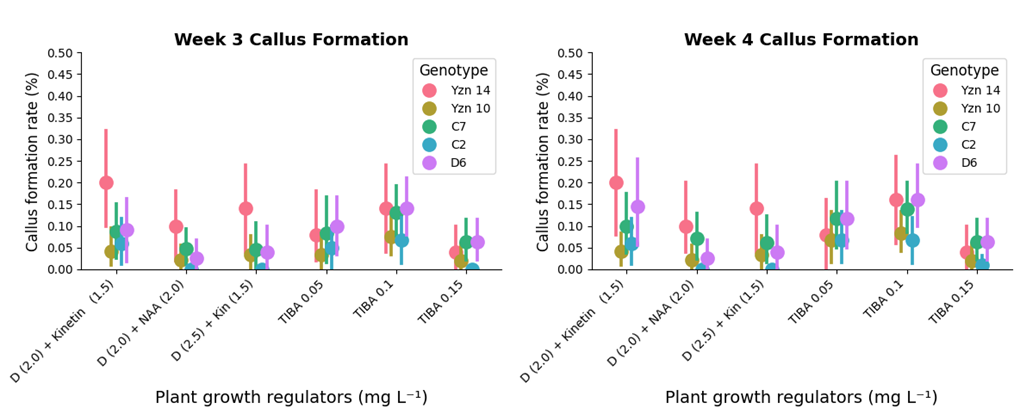 Week 3 Callus Formation
Callus formation rate (%)
0.50
0.45
0.40
0.35
0.30
0.25
0.20
0.15
0.10
0.05
0.00
Genotype
Yzn 14
Yzn 10
C7
C2
D6
D (2.0) + Kinetin (1.5)
D (2.0) + NAA (2.0)
D (2.5) + Kin (1.5)
TIBA 0.05
TIBA 0.1
TIBA 0.15
Plant growth regulators (mg L⁻¹)
Week 4 Callus Formation
Callus formation rate (%)
0.50
0.45
0.40
0.35
0.30
0.25
0.20
0.15
0.10
0.05
0.00
Genotype
Yzn 14
Yzn 10
C7
C2
D6
D (2.0) + Kinetin (1.5)
D (2.0) + NAA (2.0)
D (2.5) + Kin (1.5)
TIBA 0.05
TIBA 0.1
TIBA 0.15
Plant growth regulators (mg L⁻¹)